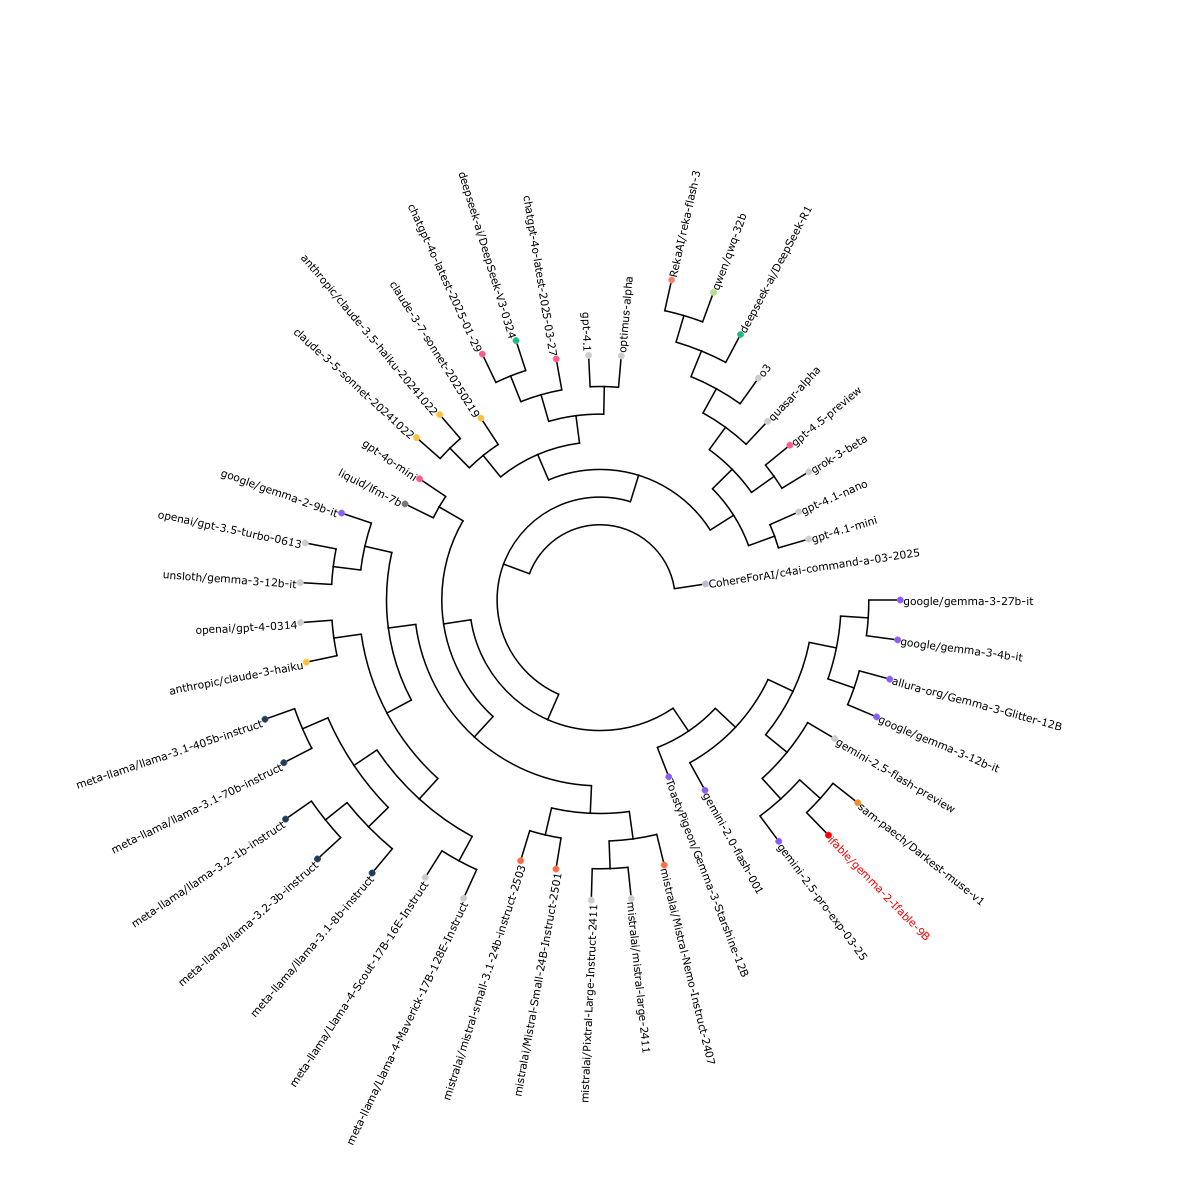 RekaAI/reka-flash-3
qwen/qwq-32b
deepseek-ai/DeepSeek-R1
o3
quasar-alpha
gpt-4.5-preview
grok-3-beta
gpt-4.1-nano
gpt-4.1-mini
CohereForAI/c4ai-command-a-03-2025
google/gemma-3-27b-it
google/gemma-3-4b-it
allura-org/Gemma-3-Glitter-12B
google/gemma-3-12b-it
gemini-2.5-flash-preview
sam-paech/Darkest-muse-v1
ifable/gemma-2-Ifable-9B
gemini-2.5-pro-exp-03-25
gemini-2.0-flash-001
ToastyPigeon/Gemma-3-Starshine-12B
mistralai/Mistral-Nemo-Instruct-2407
mistralai/mistral-large-2411
mistralai/Pixtral-Large-Instruct-2411
mistralai/Mistral-Small-24B-Instruct-2501
mistralai/mistral-small-3.1-24b-instruct-2503
meta-llama/Llama-4-Maverick-17B-128E-Instruct
meta-llama/Llama-4-Scout-17B-16E-Instruct
meta-llama/llama-3.1-8b-instruct
meta-llama/llama-3.2-3b-instruct
meta-llama/llama-3.2-1b-instruct
meta-llama/llama-3.1-70b-instruct
meta-llama/llama-3.1-405b-instruct
anthropic/claude-3-haiku
openai/gpt-4-0314
unsloth/gemma-3-12b-it
openai/gpt-3.5-turbo-0613
google/gemma-2-9b-it
liquid/lfm-7b
gpt-4o-mini
claude-3-5-sonnet-20241022
anthropic/claude-3.5-haiku-20241022
claude-3-7-sonnet-20250219
chatgpt-4o-latest-2025-01-29
deepseek-ai/DeepSeek-V3-0324
chatgpt-4o-latest-2025-03-27
gpt-4.1
optimus-alpha